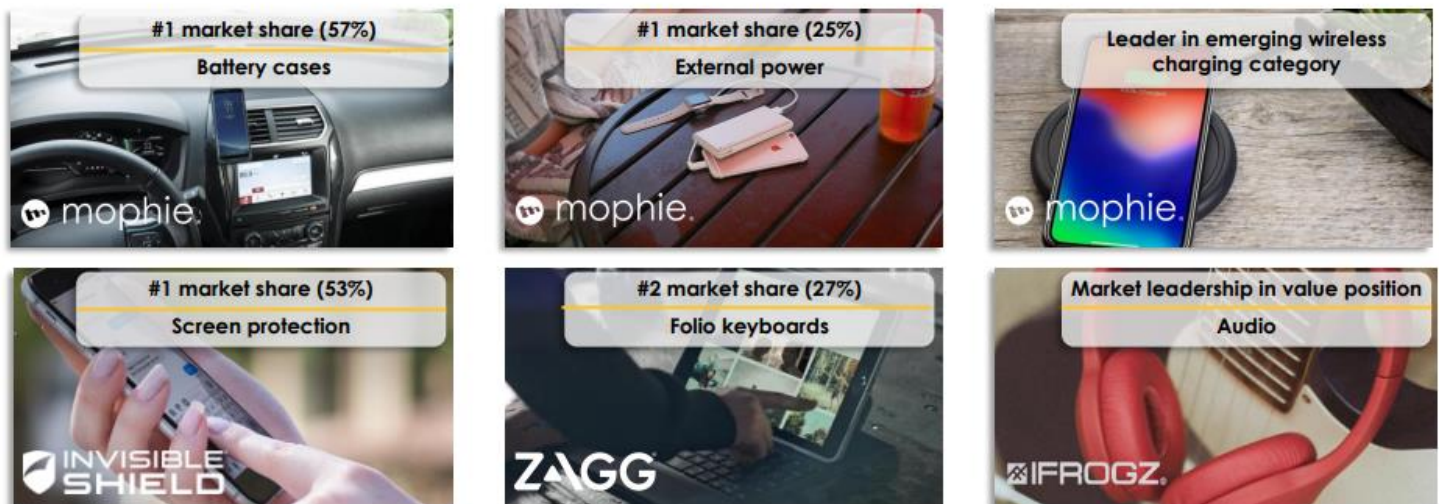 #1 market share (57%)
Battery cases
mophie.
#1 market share (25%)
External power
mophie.
Leader in emerging wireless
charging category
mophie.
#1 market share (53%)
Screen protection
INVISIBLE
SHIELD
#2 market share (27%)
Folio keyboards
ZAGG
Market leadership in value position
Audio
IFROGZ.